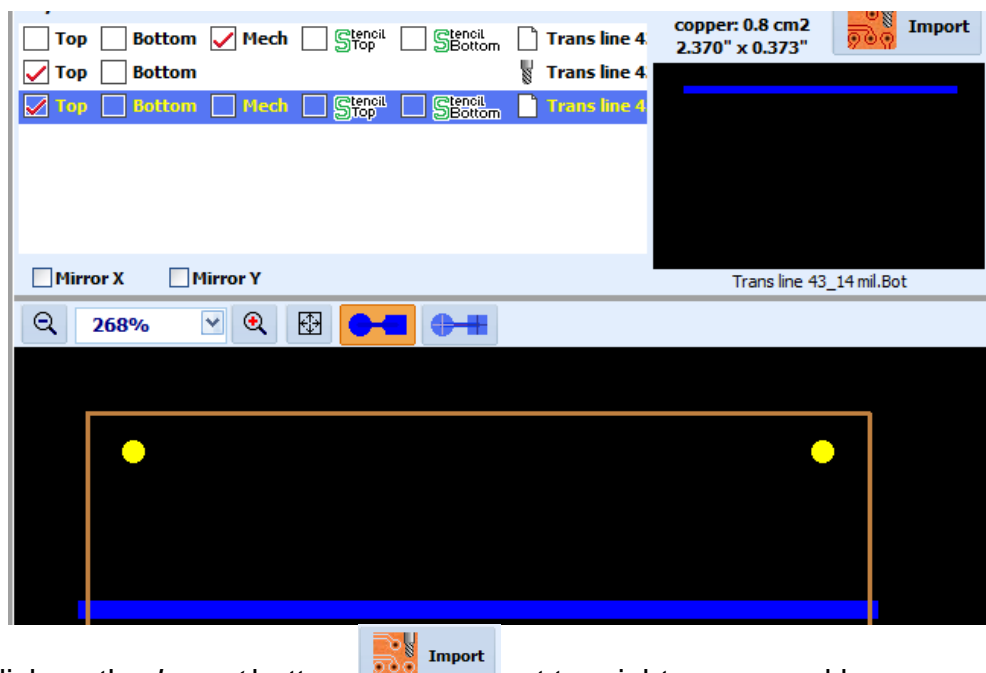 Top Bottom Mech Stencil Top Stencil Bottom Trans line 4
Top Bottom Trans line 4
Top Bottom Mech Stencil Top Stencil Bottom Trans line 4
copper: 0.8 cm2
2.370" x 0.373"
Import
Trans line 43_14 mil.Bot
Mirror X Mirror Y
268%
Import